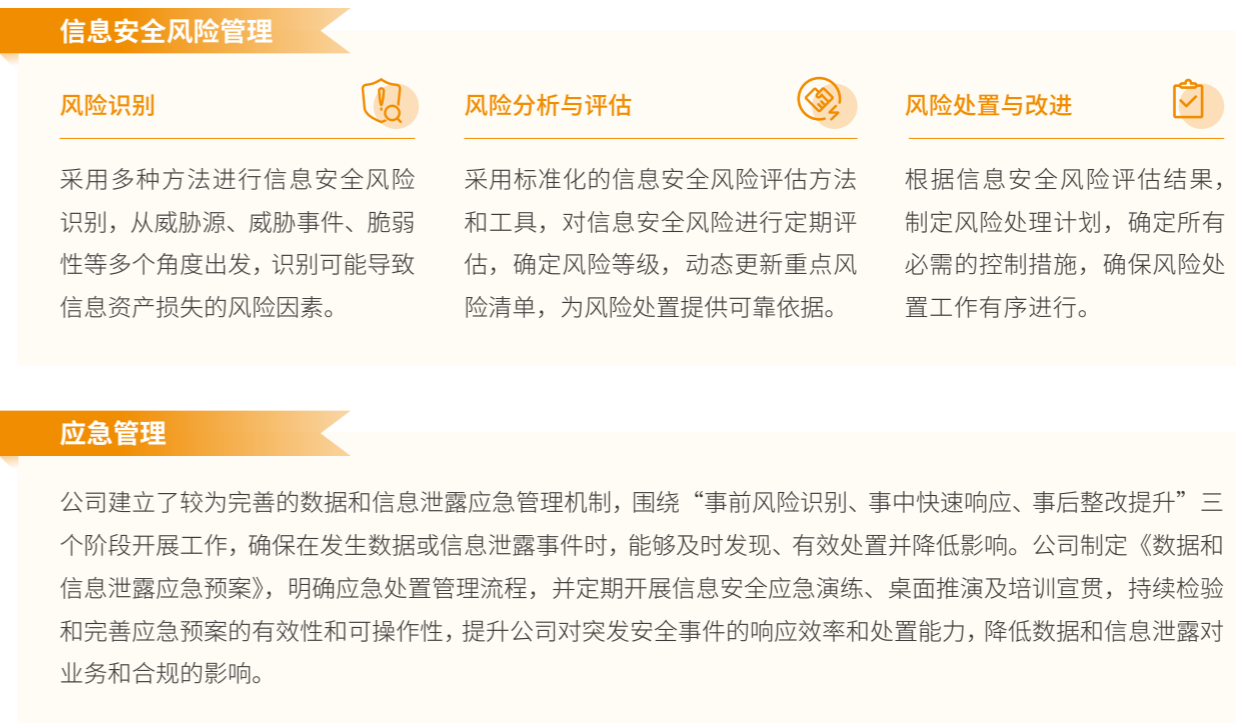 信息安全风险管理
风险识别
采用多种方法进行信息安全风险
识别，从威胁源、威胁事件、脆弱
性等多个角度出发，识别可能导致
信息资产损失的风险因素。
风险分析与评估
采用标准化的信息安全风险评估方法
和工具，对信息安全风险进行定期评
估，确定风险等级，动态更新重点风
险清单，为风险处置提供可靠依据。
风险处置与改进
根据信息安全风险评估结果，
制定风险处理计划，确定所有
必需的控制措施，确保风险处
置工作有序进行。
应急管理
公司建立了较为完善的数据和信息泄露应急管理机制，围绕“事前风险识别、事中快速响应、事后整改提升”三
个阶段开展工作，确保在发生数据或信息泄露事件时，能够及时发现、有效处置并降低影响。公司制定《数据和
信息泄露应急预案》，明确应急处置管理流程，并定期开展信息安全应急演练、桌面推演及培训宣贯，持续检验
和完善应急预案的有效性和可操作性，提升公司对突发安全事件的响应效率和处置能力，降低数据和信息泄露对
业务和合规的影响。